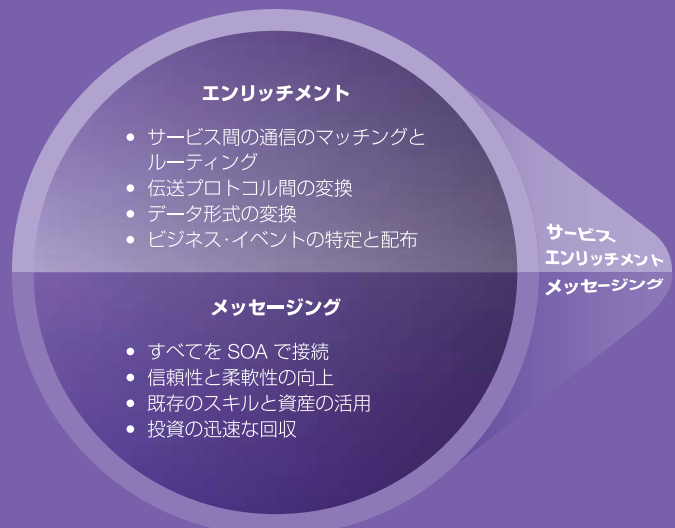 エンリッチメント
• サービス間の通信のマッチングと
ルーティング
• 伝送プロトコル間の変換
• データ形式の変換
• ビジネス・イベントの特定と配布
メッセージング
• すべてを SOA で接続
• 信頼性と柔軟性の向上
• 既存のスキルと資産の活用
• 投資の迅速な回収
サービス
エンリッチメント
メッセージング